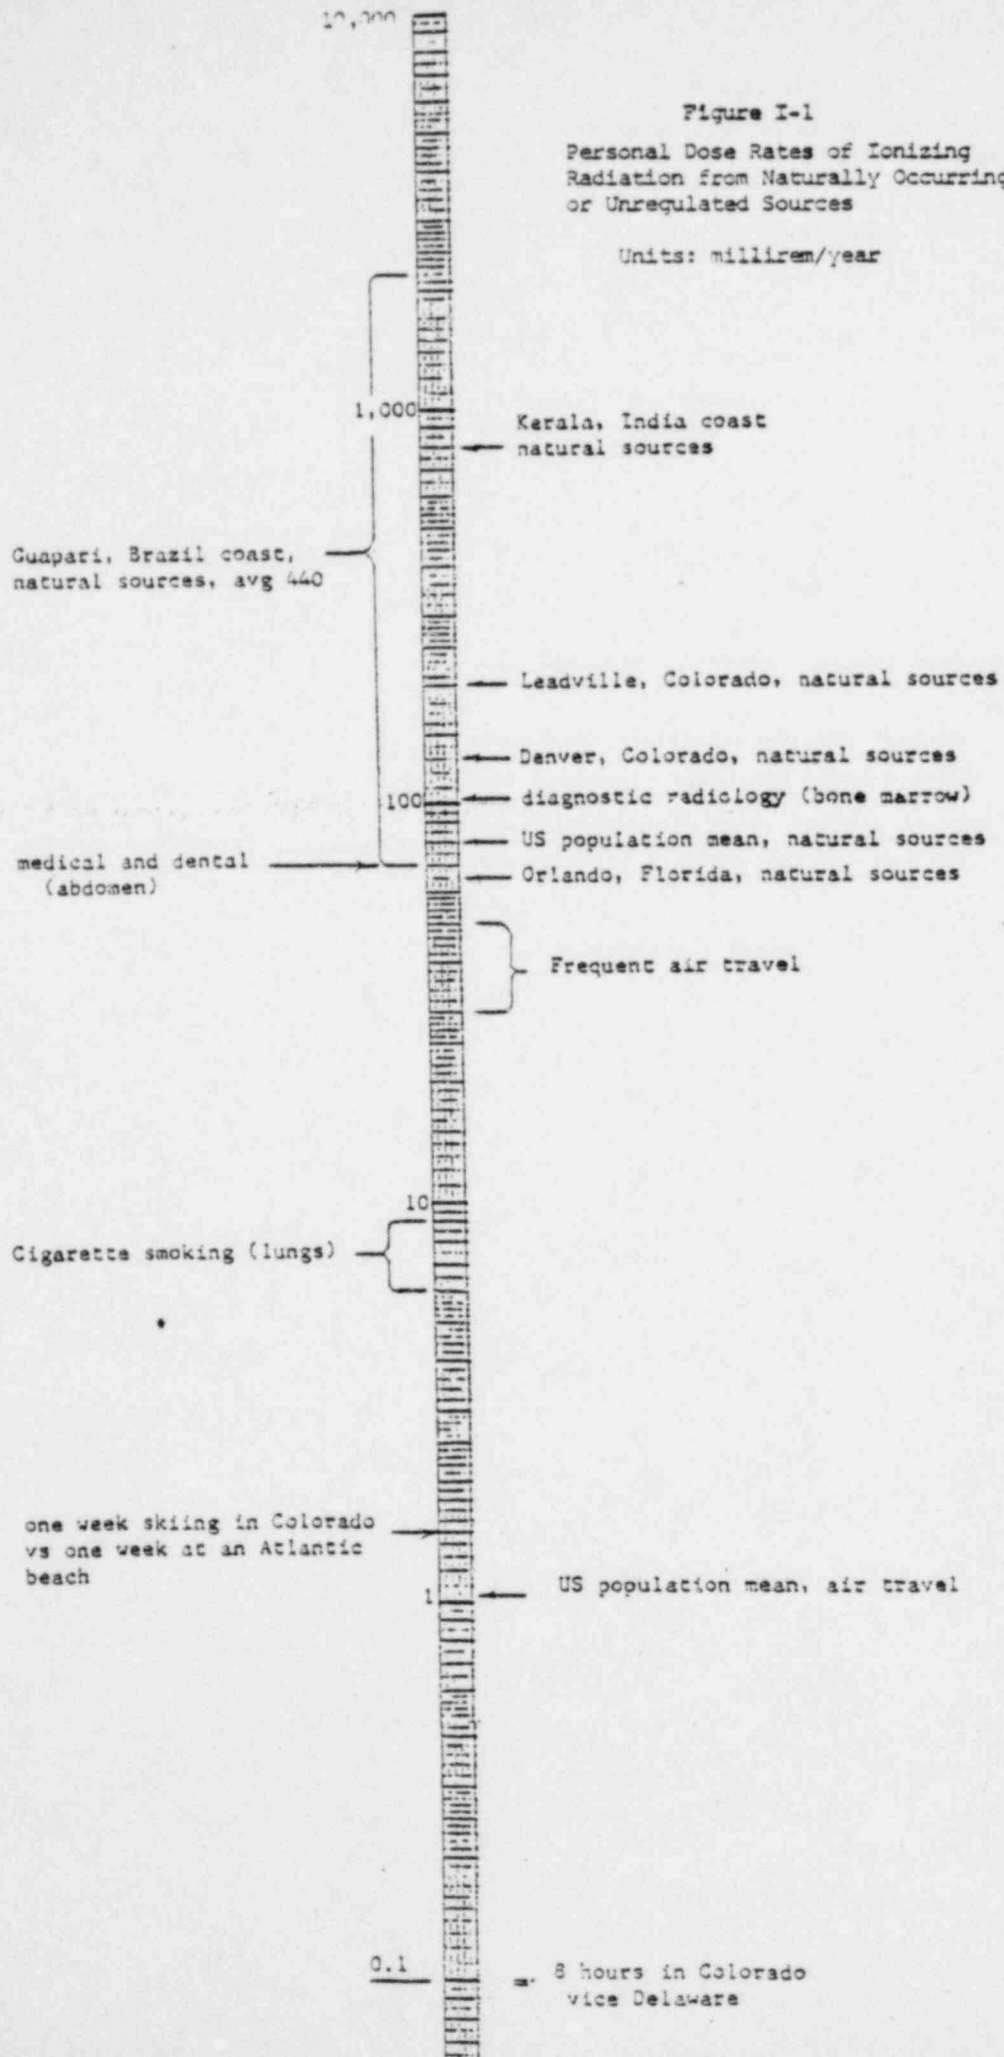 10,000
Figure I-1
Personal Dose Rates of Ionizing
Radiation from Naturally Occurring
or Unregulated Sources
Units: millirem/year
1,000
Kerala, India coast
natural sources
Guapari, Brazil coast,
natural sources, avg 440
Leadville, Colorado, natural sources
Denver, Colorado, natural sources
100
diagnostic radiology (bone marrow)
US population mean, natural sources
medical and dental
(abdomen)
Orlando, Florida, natural sources
Frequent air travel
10
Cigarette smoking (lungs)
one week skiing in Colorado
vs one week at an Atlantic
beach
1
US population mean, air travel
0.1
8 hours in Colorado
vice Delaware